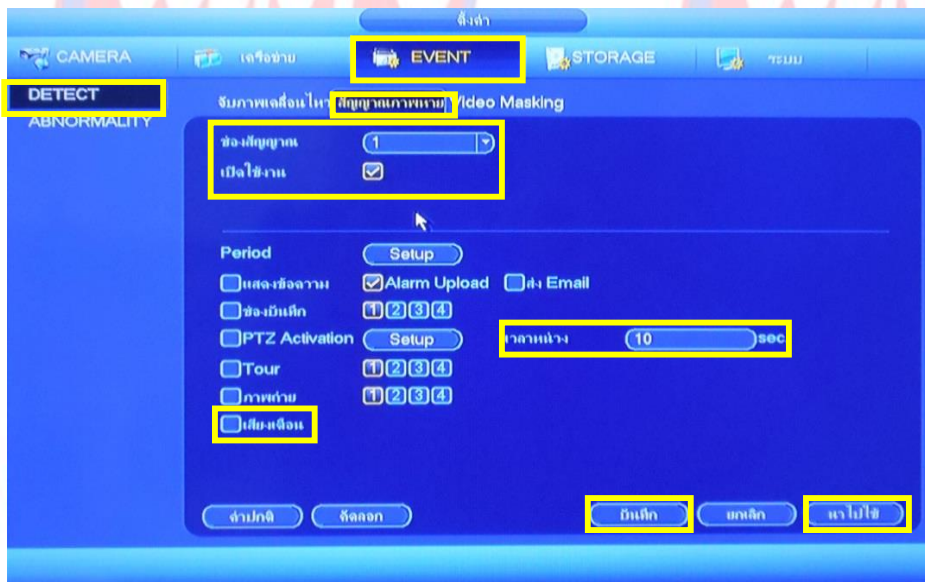 ตั้งค่า
CAMERA เครือข่าย EVENT STORAGE ระบบ
DETECT
ABNORMALITY
จับภาพเคลื่อนไหว สัญญาณภาพหาย Video Masking
ช่องสัญญาณ 1
เปิดใช้งาน
Period Setup
แสดงข้อความ Alarm Upload ส่ง Email
ช่องบันทึก 1 2 3 4
PTZ Activation Setup เวลาหน่วง 10 sec.
Tour 1 2 3 4
ภาพถ่าย 1 2 3 4
เสียงเตือน
ค่าปกติ คัดลอก บันทึก ยกเลิก นำไปใช้